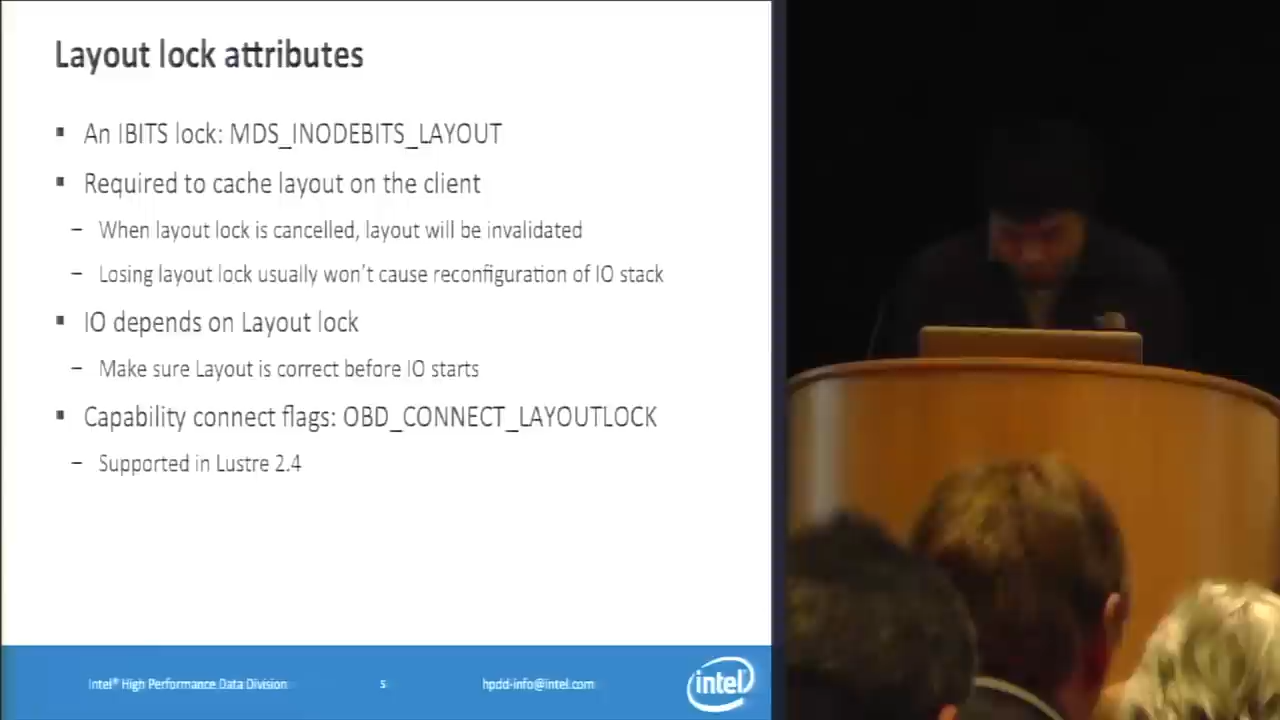 Layout lock attributes
▪ An IBITS lock: MDS_INODEBITS_LAYOUT
▪ Required to cache layout on the client
– When layout lock is cancelled, layout will be invalidated
– Losing layout lock usually won't cause reconfiguration of IO stack
▪ IO depends on Layout lock
– Make sure Layout is correct before IO starts
▪ Capability connect flags: OBD_CONNECT_LAYOUTLOCK
– Supported in Lustre 2.4
Intel® High Performance Data Division 5 hpdd-info@intel.com intel